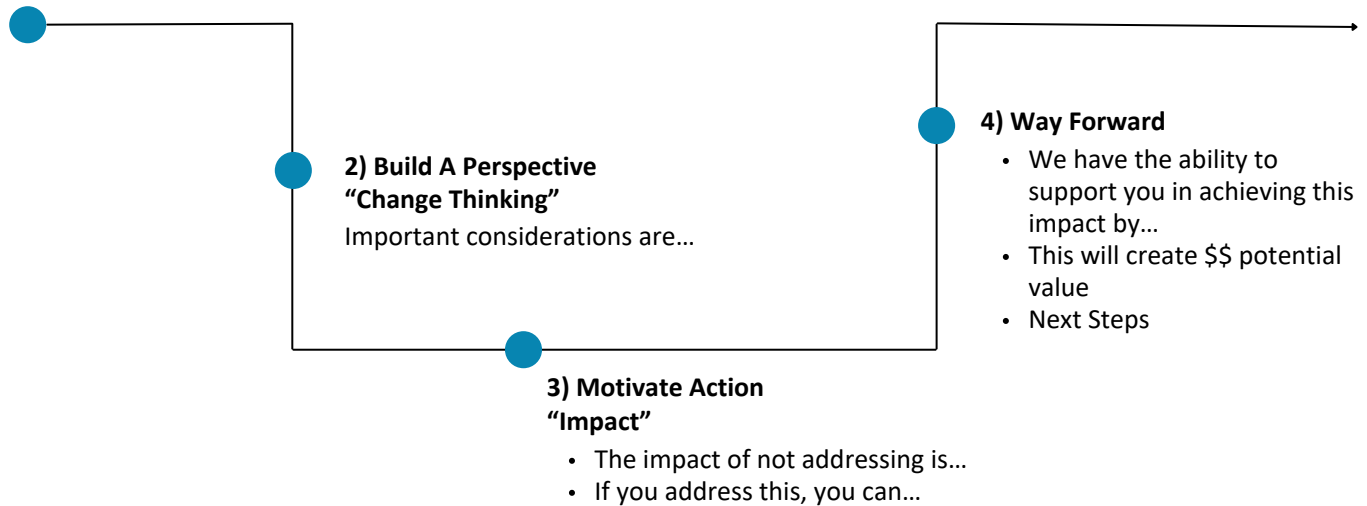 2) Build A Perspective
“Change Thinking”
Important considerations are…
3) Motivate Action
“Impact”
• The impact of not addressing is…
• If you address this, you can…
4) Way Forward
• We have the ability to
support you in achieving this
impact by…
• This will create $$ potential
value
• Next Steps